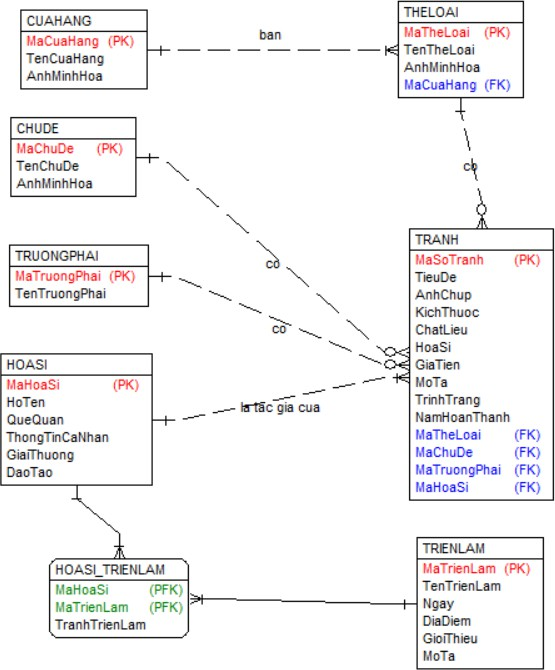 CUAHANG
MaCuaHang (PK)
TenCuaHang
AnhMinhHoa
ban
THELOAI
MaTheLoai (PK)
TenTheLoai
AnhMinhHoa
MaCuaHang (FK)
co
CHUDE
MaChuDe (PK)
TenChuDe
AnhMinhHoa
co
TRUONGPHAI
MaTruongPhai (PK)
TenTruongPhai
co
TRANH
MaSoTranh (PK)
TieuDe
AnhChup
KichThuoc
ChatLieu
HoaSi
GiaTien
MoTa
TrinhTrang
NamHoanThanh
MaTheLoai (FK)
MaChuDe (FK)
MaTruongPhai (FK)
MaHoaSi (FK)
HOASI
MaHoaSi (PK)
HoTen
QueQuan
ThongTinCaNhan
GiaiThuong
DaoTao
la tac gia cua
HOASI_TRIENLAM
MaHoaSi (PFK)
MaTrienLam (PFK)
TranhTrienLam
TRIENLAM
MaTrienLam (PK)
TenTrienLam
Ngay
DiaDiem
GioiThieu
MoTa